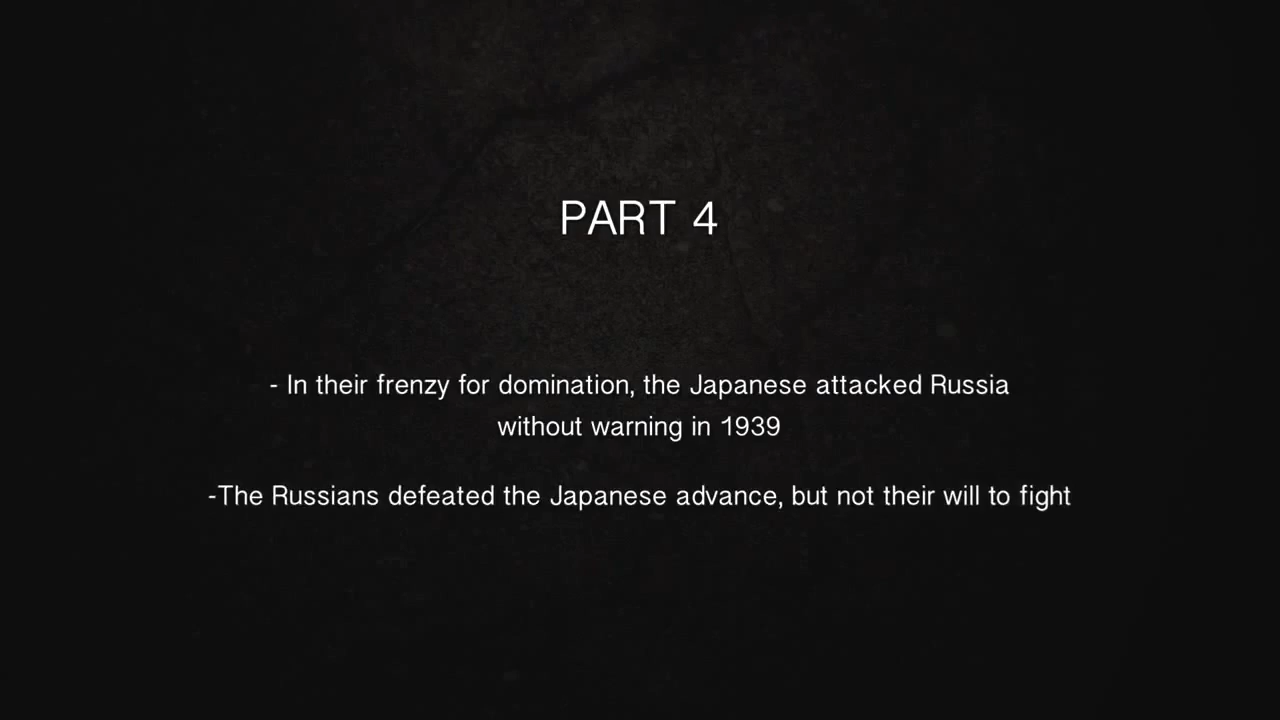 PART 4
- In their frenzy for domination, the Japanese attacked Russia
without warning in 1939
-The Russians defeated the Japanese advance, but not their will to fight